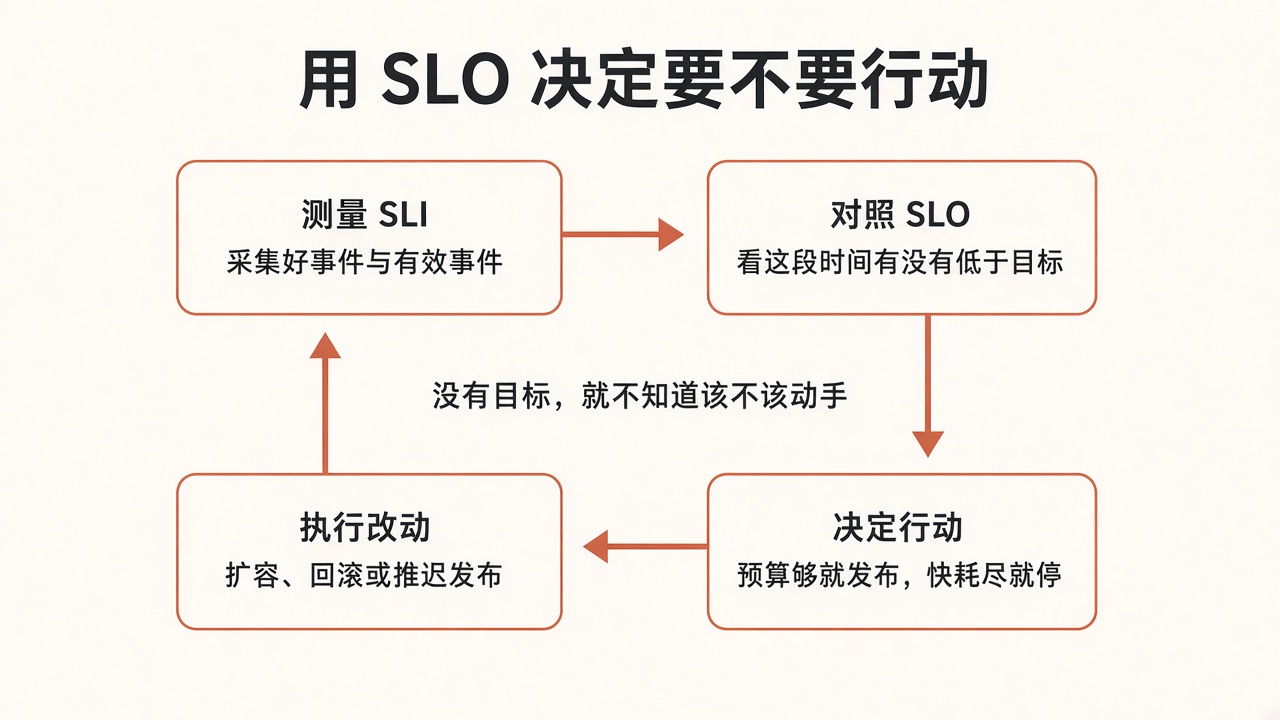 用 SLO 决定要不要行动
测量 SLI
采集好事件与有效事件
对照 SLO
看这段时间有没有低于目标
没有目标，就不知道该不该动手
执行改动
扩容、回滚或推迟发布
决定行动
预算够就发布，快耗尽就停